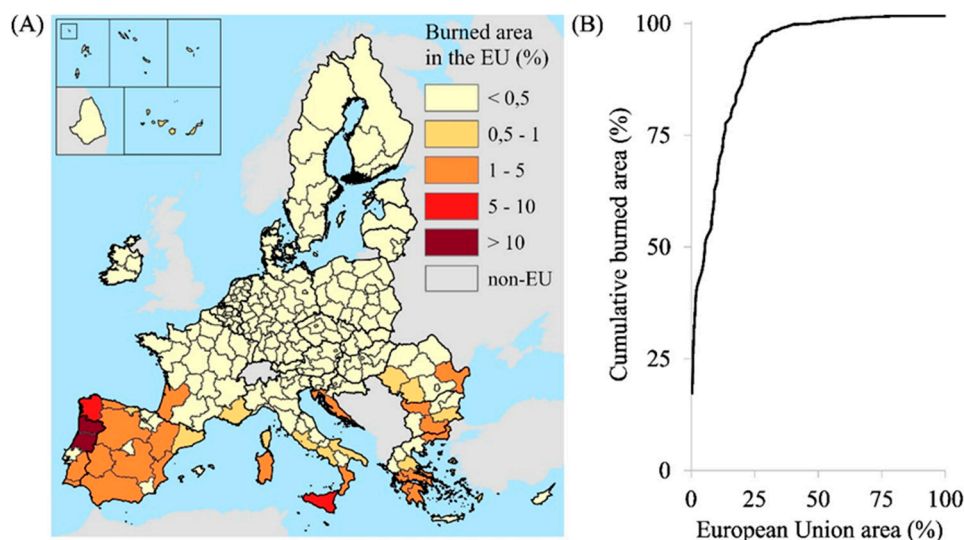 (A)
Burned area
in the EU (%)
< 0,5
0,5 - 1
1 - 5
5 - 10
> 10
non-EU
(B)
Cumulative burned area (%)
100
75
50
25
0
0 25 50 75 100
European Union area (%)